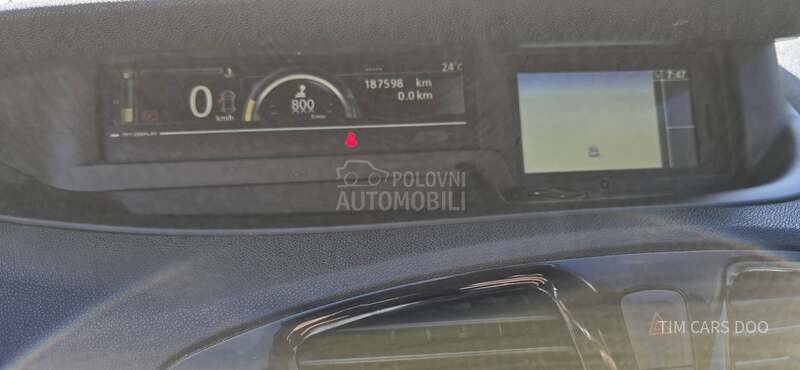 24°C
187598 km
0.0 km
0
km/h
800
7:47
POLOVNI
AUTOMOBILI
TIM CARS DOO